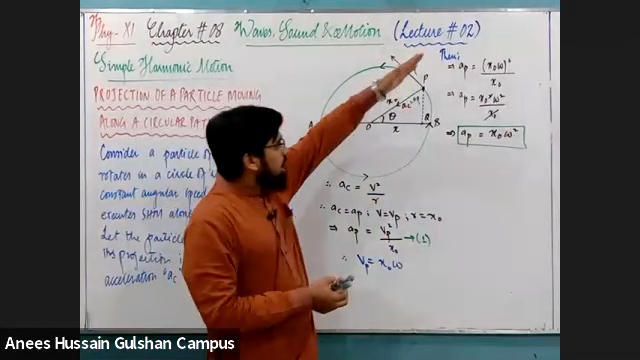 Phy-XI Chapter # 08 Waves, Sound & Motion (Lecture # 02)
Simple Harmonic Motion
PROJECTION OF A PARTICLE MOVING
ALONG A CIRCULAR
Consider a particle
rotates in a circle of
constant angular speed
executes SHM along
Let the particle
its projection
acceleration "ac
A
P
x₀
θ
O
x
Q
B
∴ ac = V²/r
∴ ac = ap ; V = Vp ; r = x₀
⇒ ap = Vp²/x₀ → (1)
∴ Vp = x₀ω
Then;
⇒ ap = (x₀ω)²/x₀
⇒ ap = x₀²ω²/x₀
⇒ ap = x₀ω²
Anees Hussain Gulshan Campus